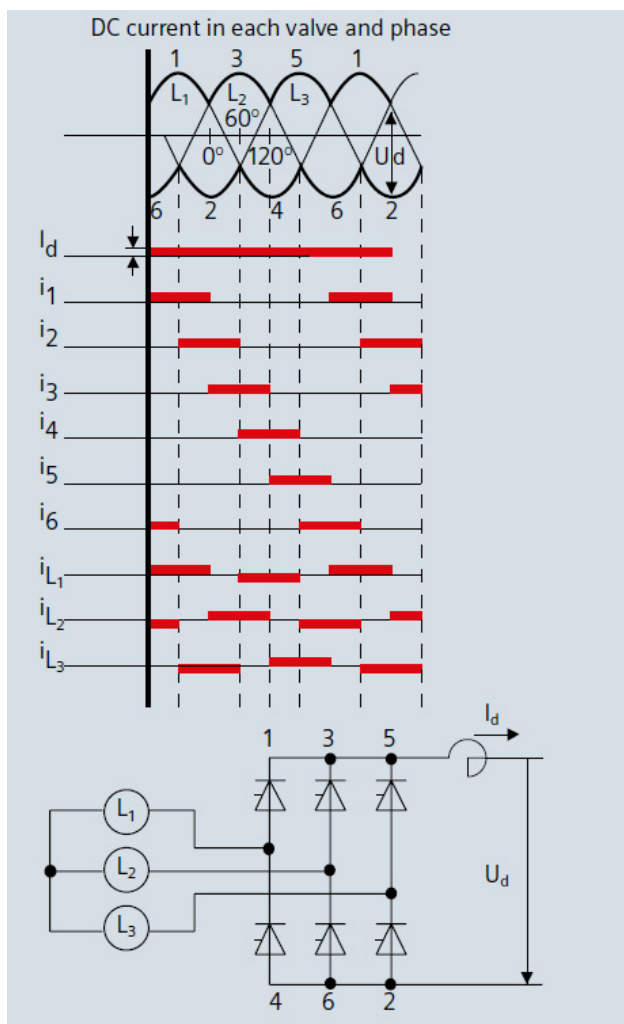 DC current in each valve and phase
1 3 5 1
L1 L2 L3
60°
0° 120° Ud
6 2 4 6 2
Id
i1
i2
i3
i4
i5
i6
iL1
iL2
iL3
Id
1 3 5
L1
L2
Ud
L3
4 6 2